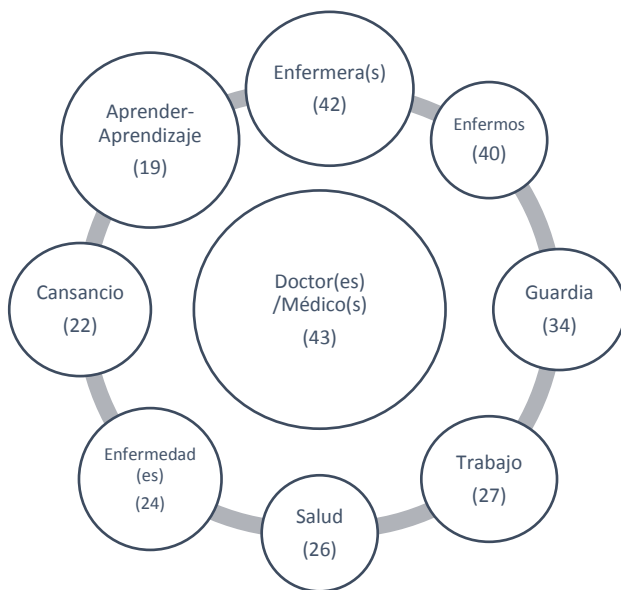 Enfermera(s)
(42)
Enfermos
(40)
Guardia
(34)
Trabajo
(27)
Salud
(26)
Enfermedad
(es)
(24)
Cansancio
(22)
Aprender-
Aprendizaje
(19)
Doctor(es)
/Médico(s)
(43)